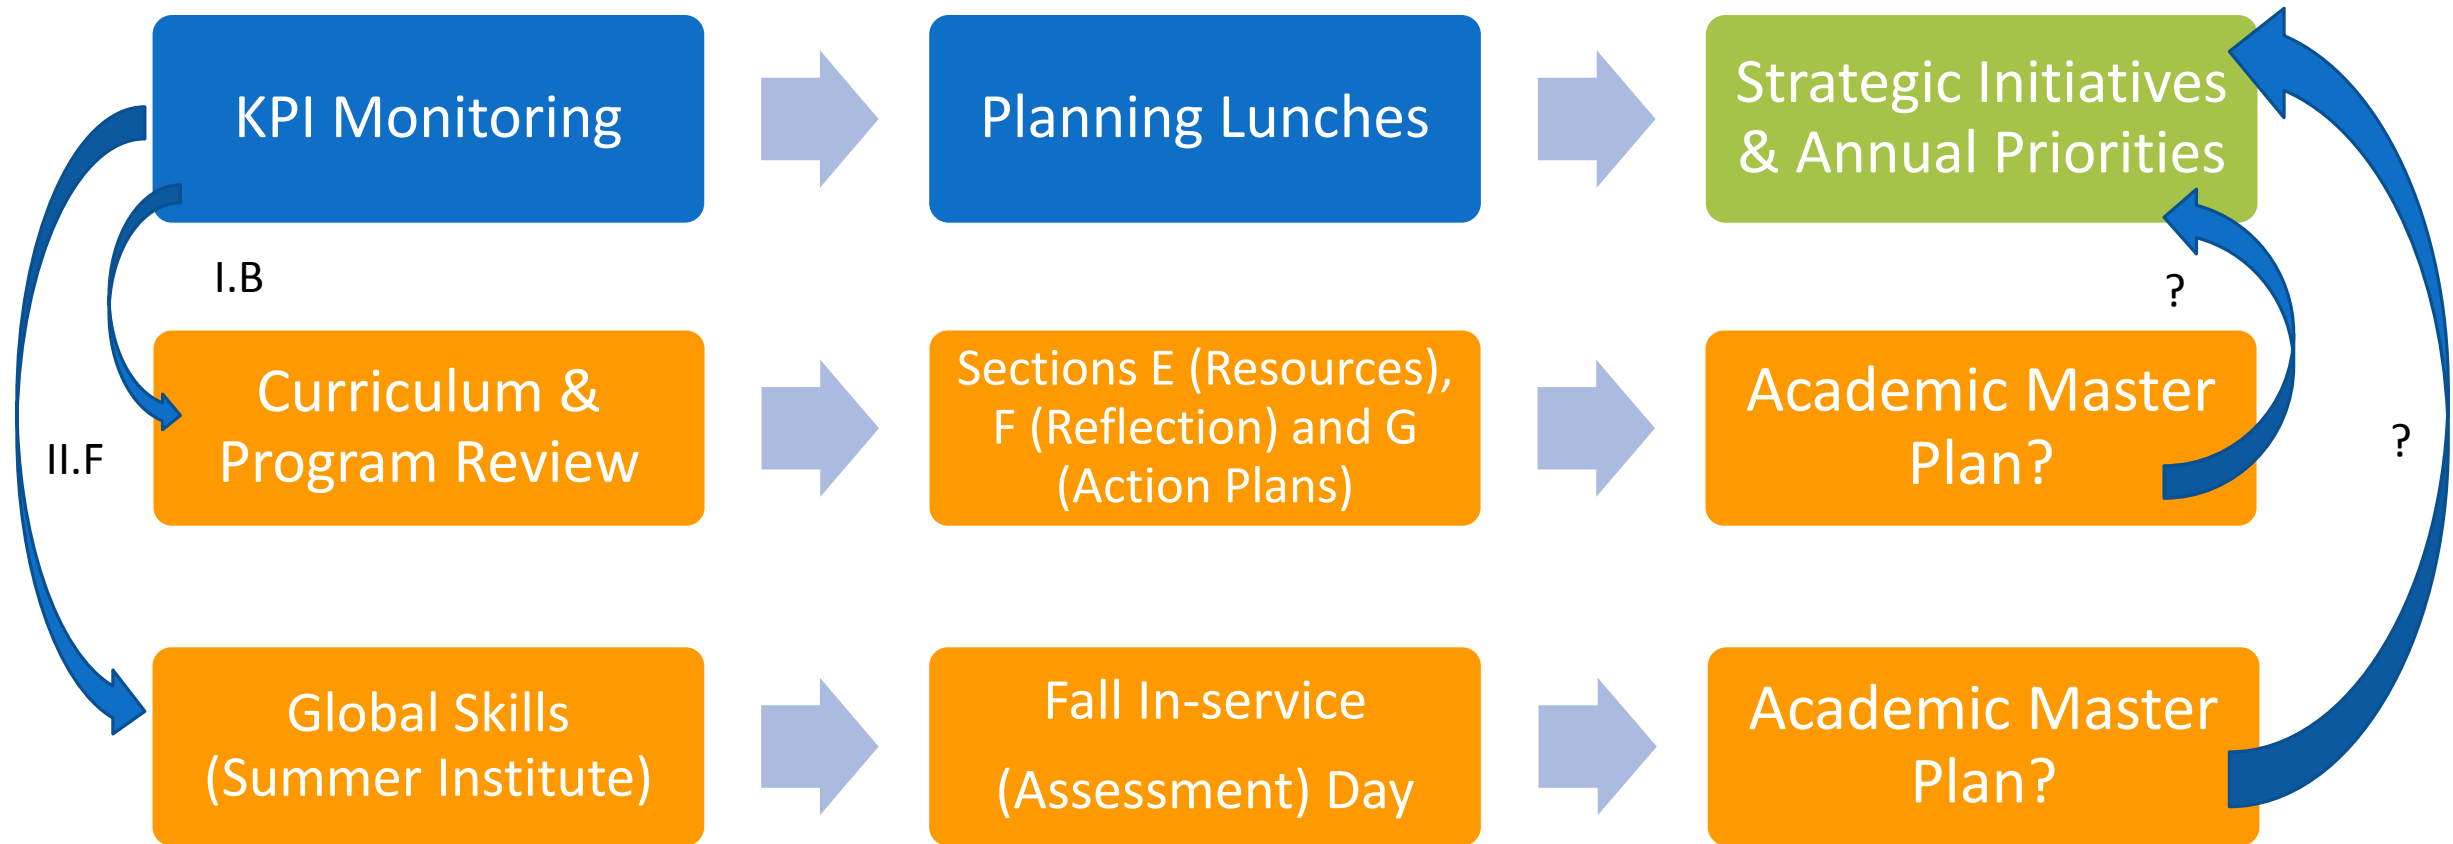 KPI Monitoring
Planning Lunches
Strategic Initiatives
& Annual Priorities
I.B
?
Curriculum &
Program Review
Sections E (Resources),
F (Reflection) and G
(Action Plans)
Academic Master
Plan?
II.F
?
Global Skills
(Summer Institute)
Fall In-service
(Assessment) Day
Academic Master
Plan?